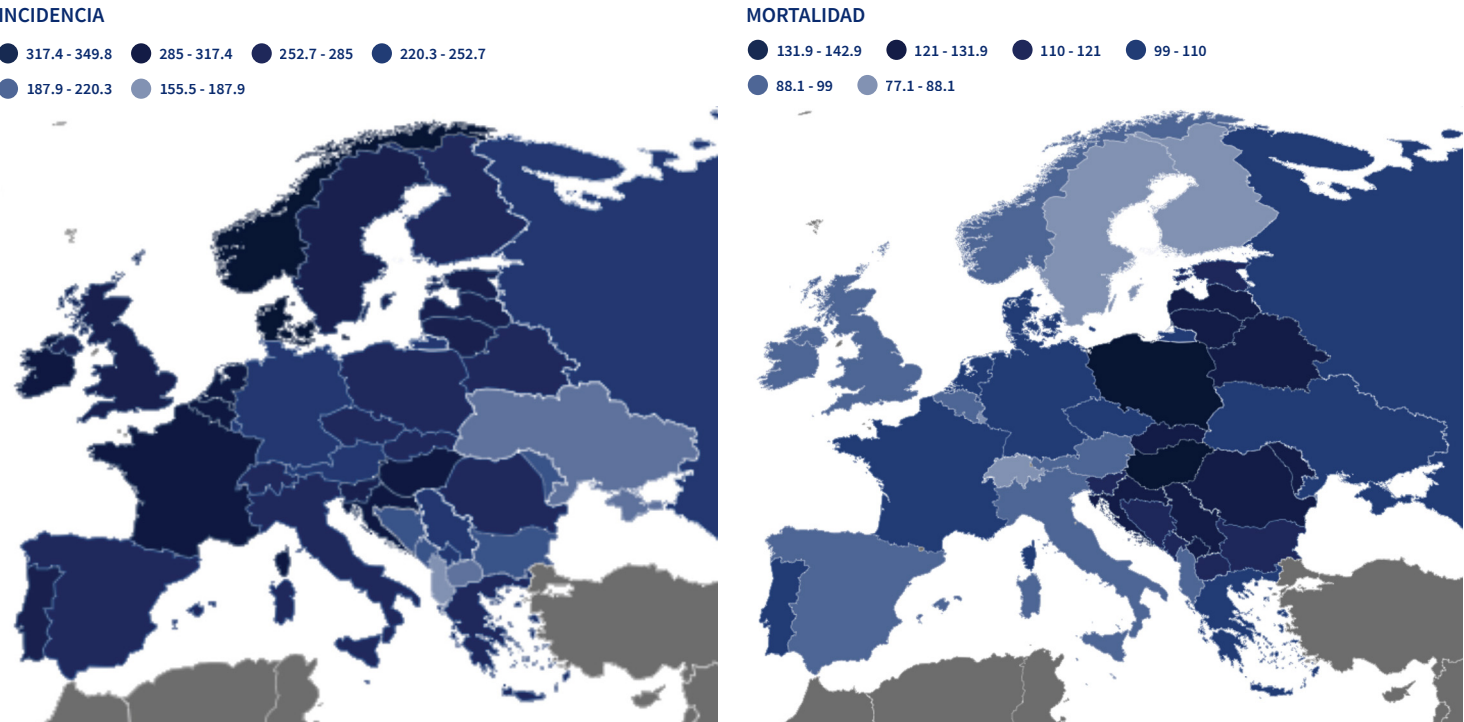 INCIDENCIA
317.4 - 349.8 285 - 317.4 252.7 - 285 220.3 - 252.7
187.9 - 220.3 155.5 - 187.9
MORTALIDAD
131.9 - 142.9 121 - 131.9 110 - 121 99 - 110
88.1 - 99 77.1 - 88.1